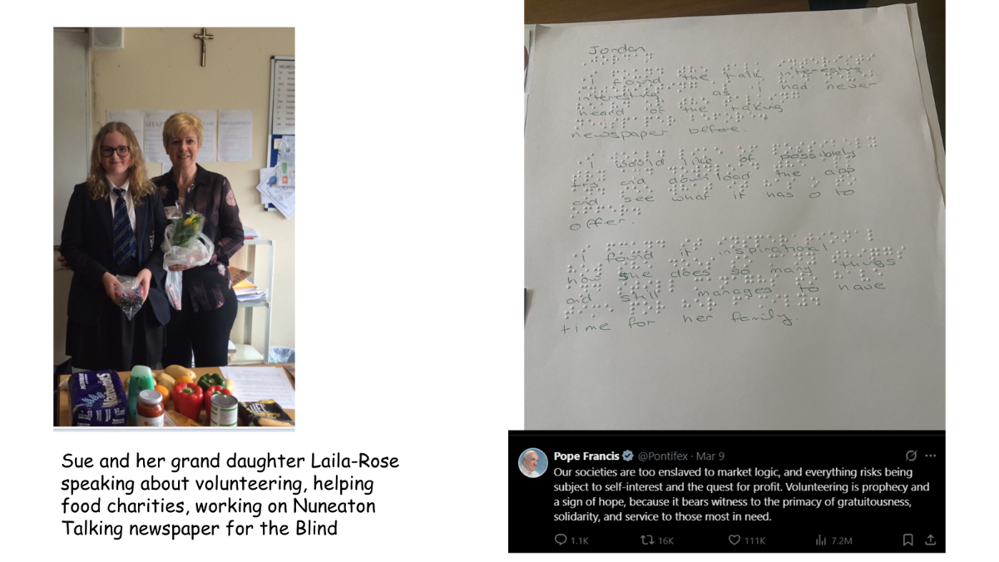 Jordan
i found the talk interesting
interesting as i had never
heard of the talking
newspaper before.
i would like of possiblely
try and download the app
and see what it has o to
offer.
i found it inspirational
how she does so many things
and still manages to have
time for her family.
Sue and her grand daughter Laila-Rose
speaking about volunteering, helping
food charities, working on Nuneaton
Talking newspaper for the Blind
Pope Francis @Pontifex · Mar 9
Our societies are too enslaved to market logic, and everything risks being
subject to self-interest and the quest for profit. Volunteering is prophecy and
a sign of hope, because it bears witness to the primacy of gratuitousness,
solidarity, and service to those most in need.
1.1K 16K 111K 7.2M